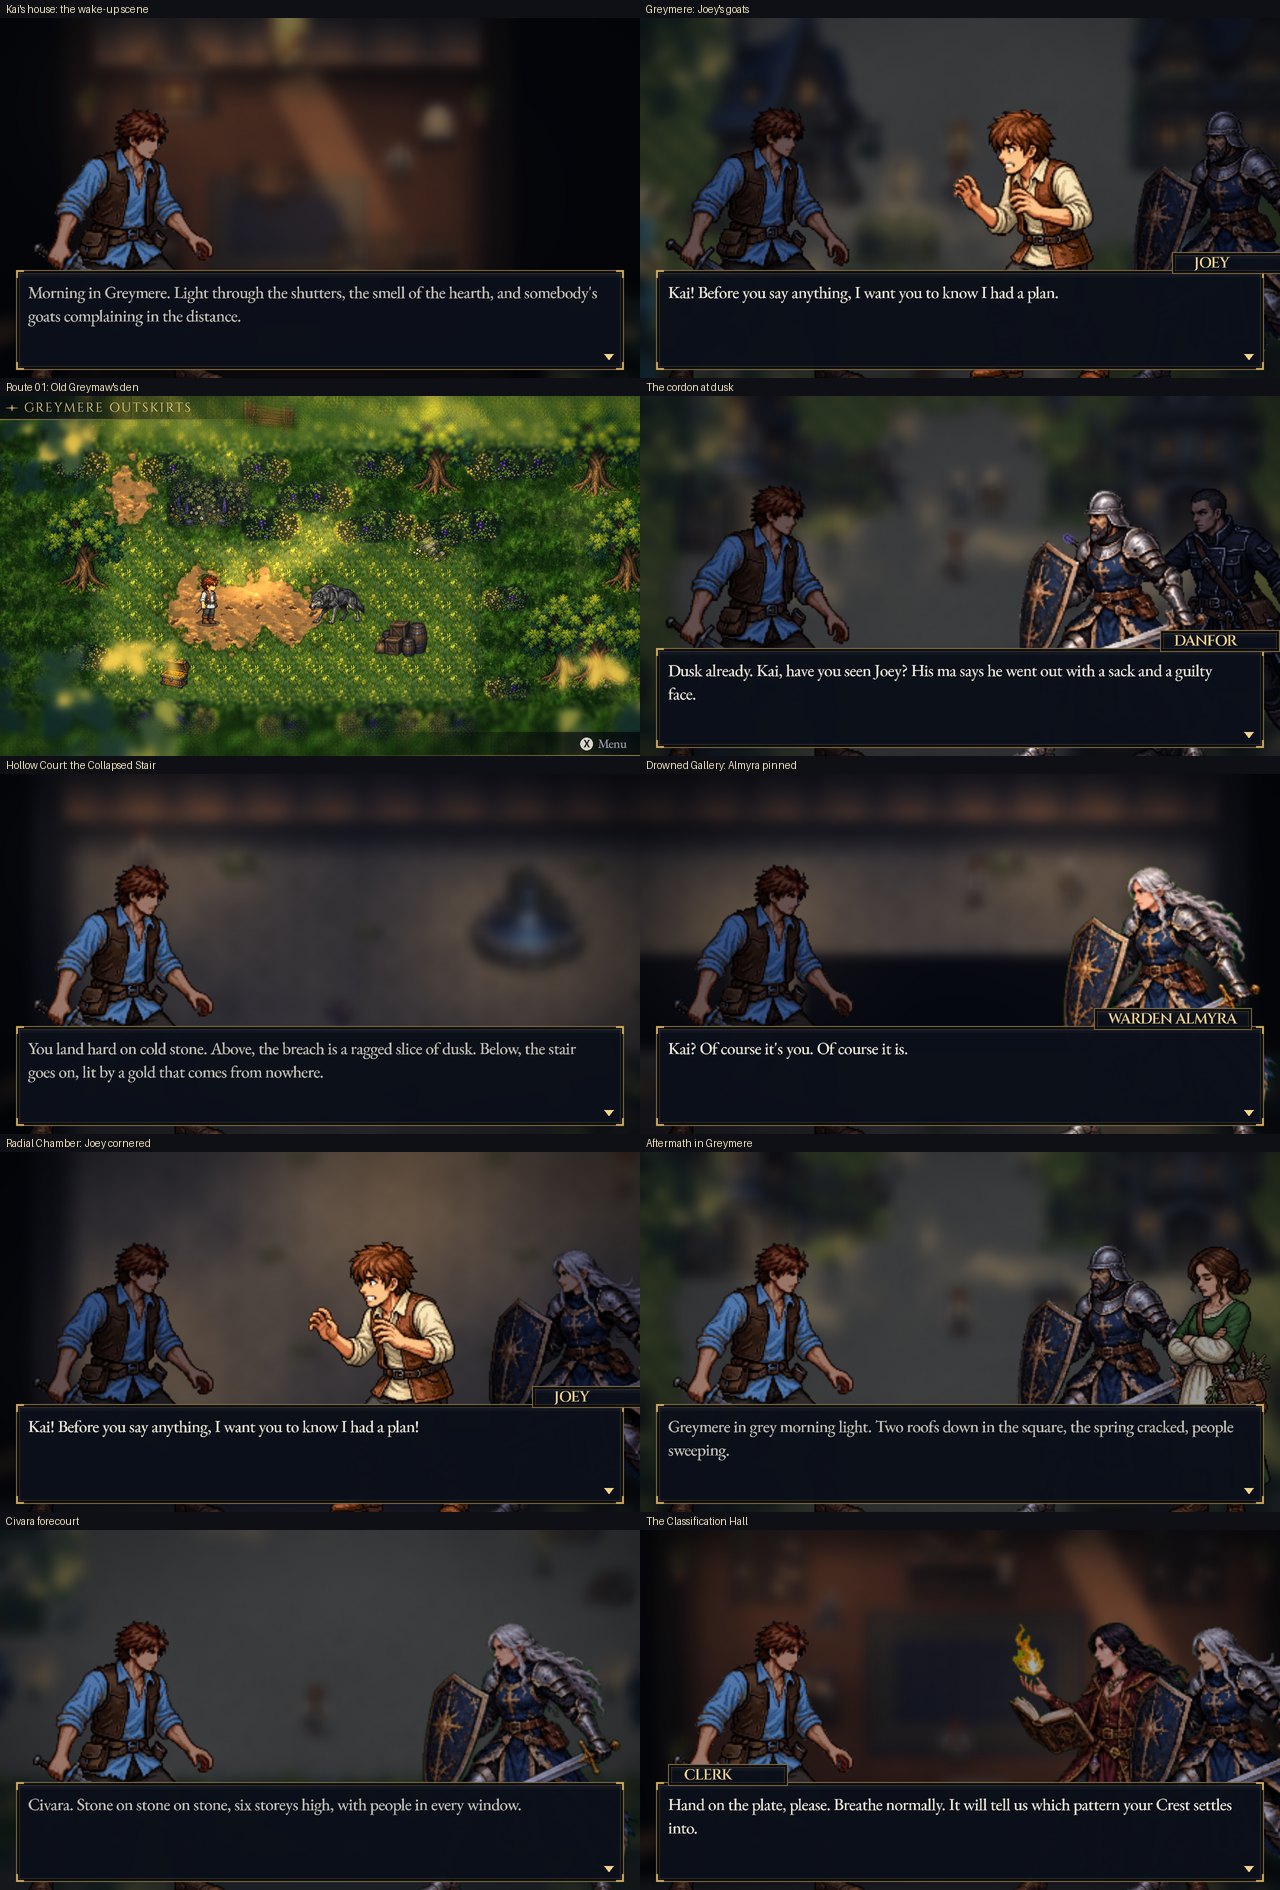 Kai's house: the wake-up scene
Morning in Greymere. Light through the shutters, the smell of the hearth, and somebody's
goats complaining in the distance.
Greymere: Joey's goats
JOEY
Kai! Before you say anything, I want you to know I had a plan.
Route 01: Old Greymaw's den
GREYMERE OUTSKIRTS
X Menu
The cordon at dusk
DANFOR
Dusk already. Kai, have you seen Joey? His ma says he went out with a sack and a guilty
face.
Hollow Court: the Collapsed Stair
You land hard on cold stone. Above, the breach is a ragged slice of dusk. Below, the stair
goes on, lit by a gold that comes from nowhere.
Drowned Gallery: Almyra pinned
WARDEN ALMYRA
Kai? Of course it's you. Of course it is.
Radial Chamber: Joey cornered
JOEY
Kai! Before you say anything, I want you to know I had a plan!
Aftermath in Greymere
Greymere in grey morning light. Two roofs down in the square, the spring cracked, people
sweeping.
Civara forecourt
Civara. Stone on stone on stone, six storeys high, with people in every window.
The Classification Hall
CLERK
Hand on the plate, please. Breathe normally. It will tell us which pattern your Crest settles
into.